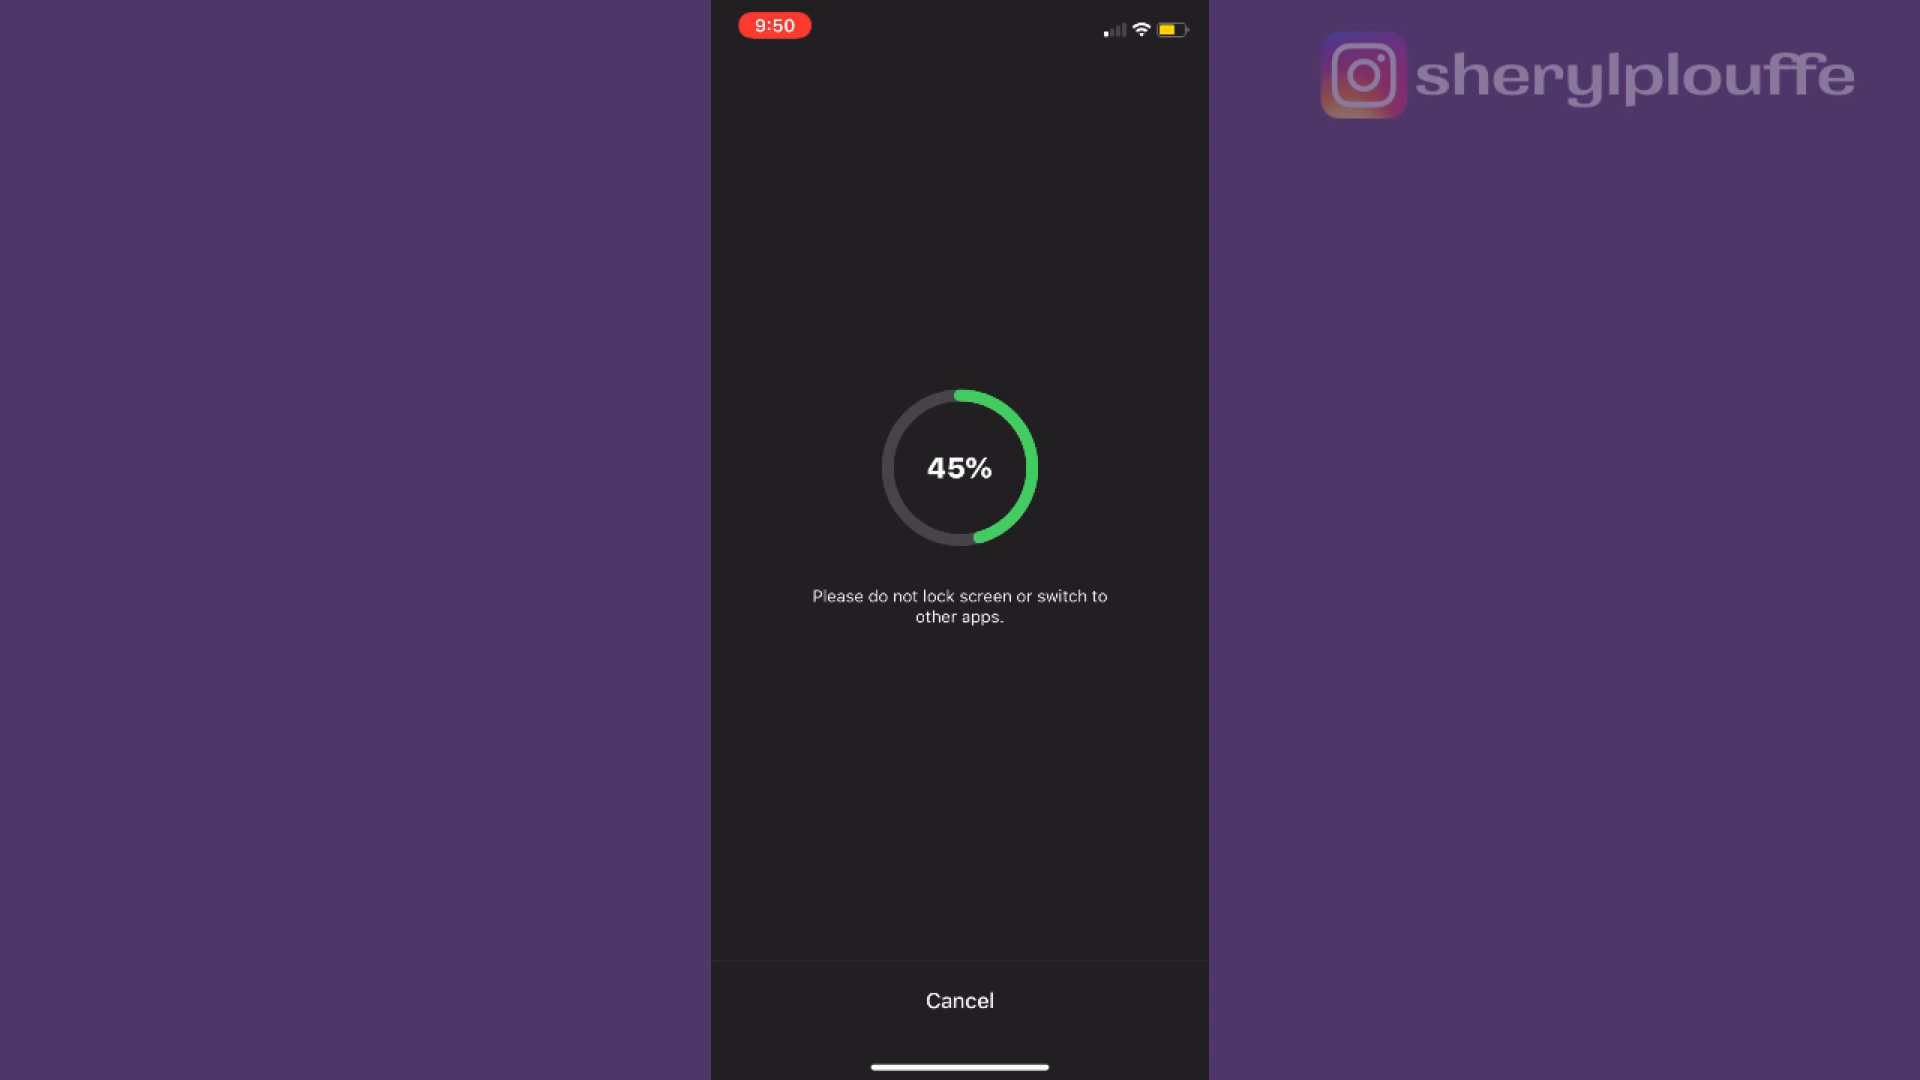 9:50
sherylplouffe
45%
Please do not lock screen or switch to
other apps.
Cancel